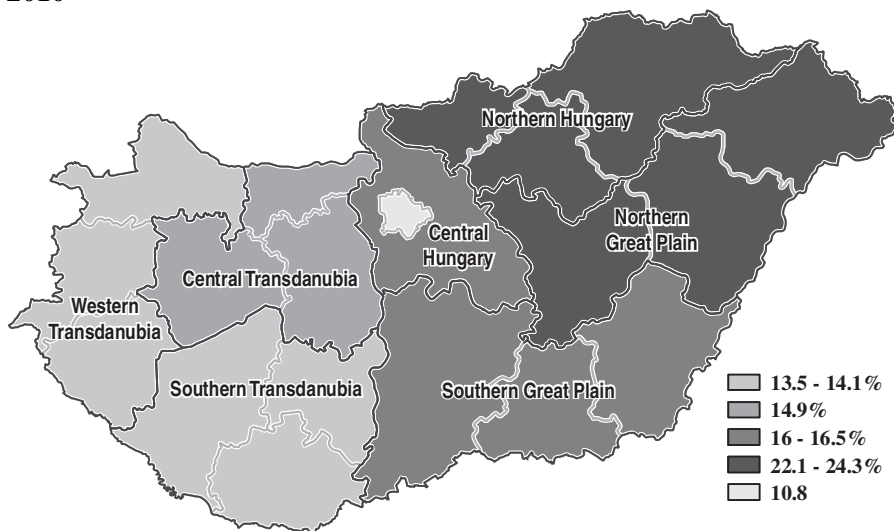 Northern Hungary
Northern
Great Plain
Central
Hungary
Central Transdanubia
Western
Transdanubia
Southern Transdanubia
Southern Great Plain
13.5 - 14.1%
14.9%
16 - 16.5%
22.1 - 24.3%
10.8